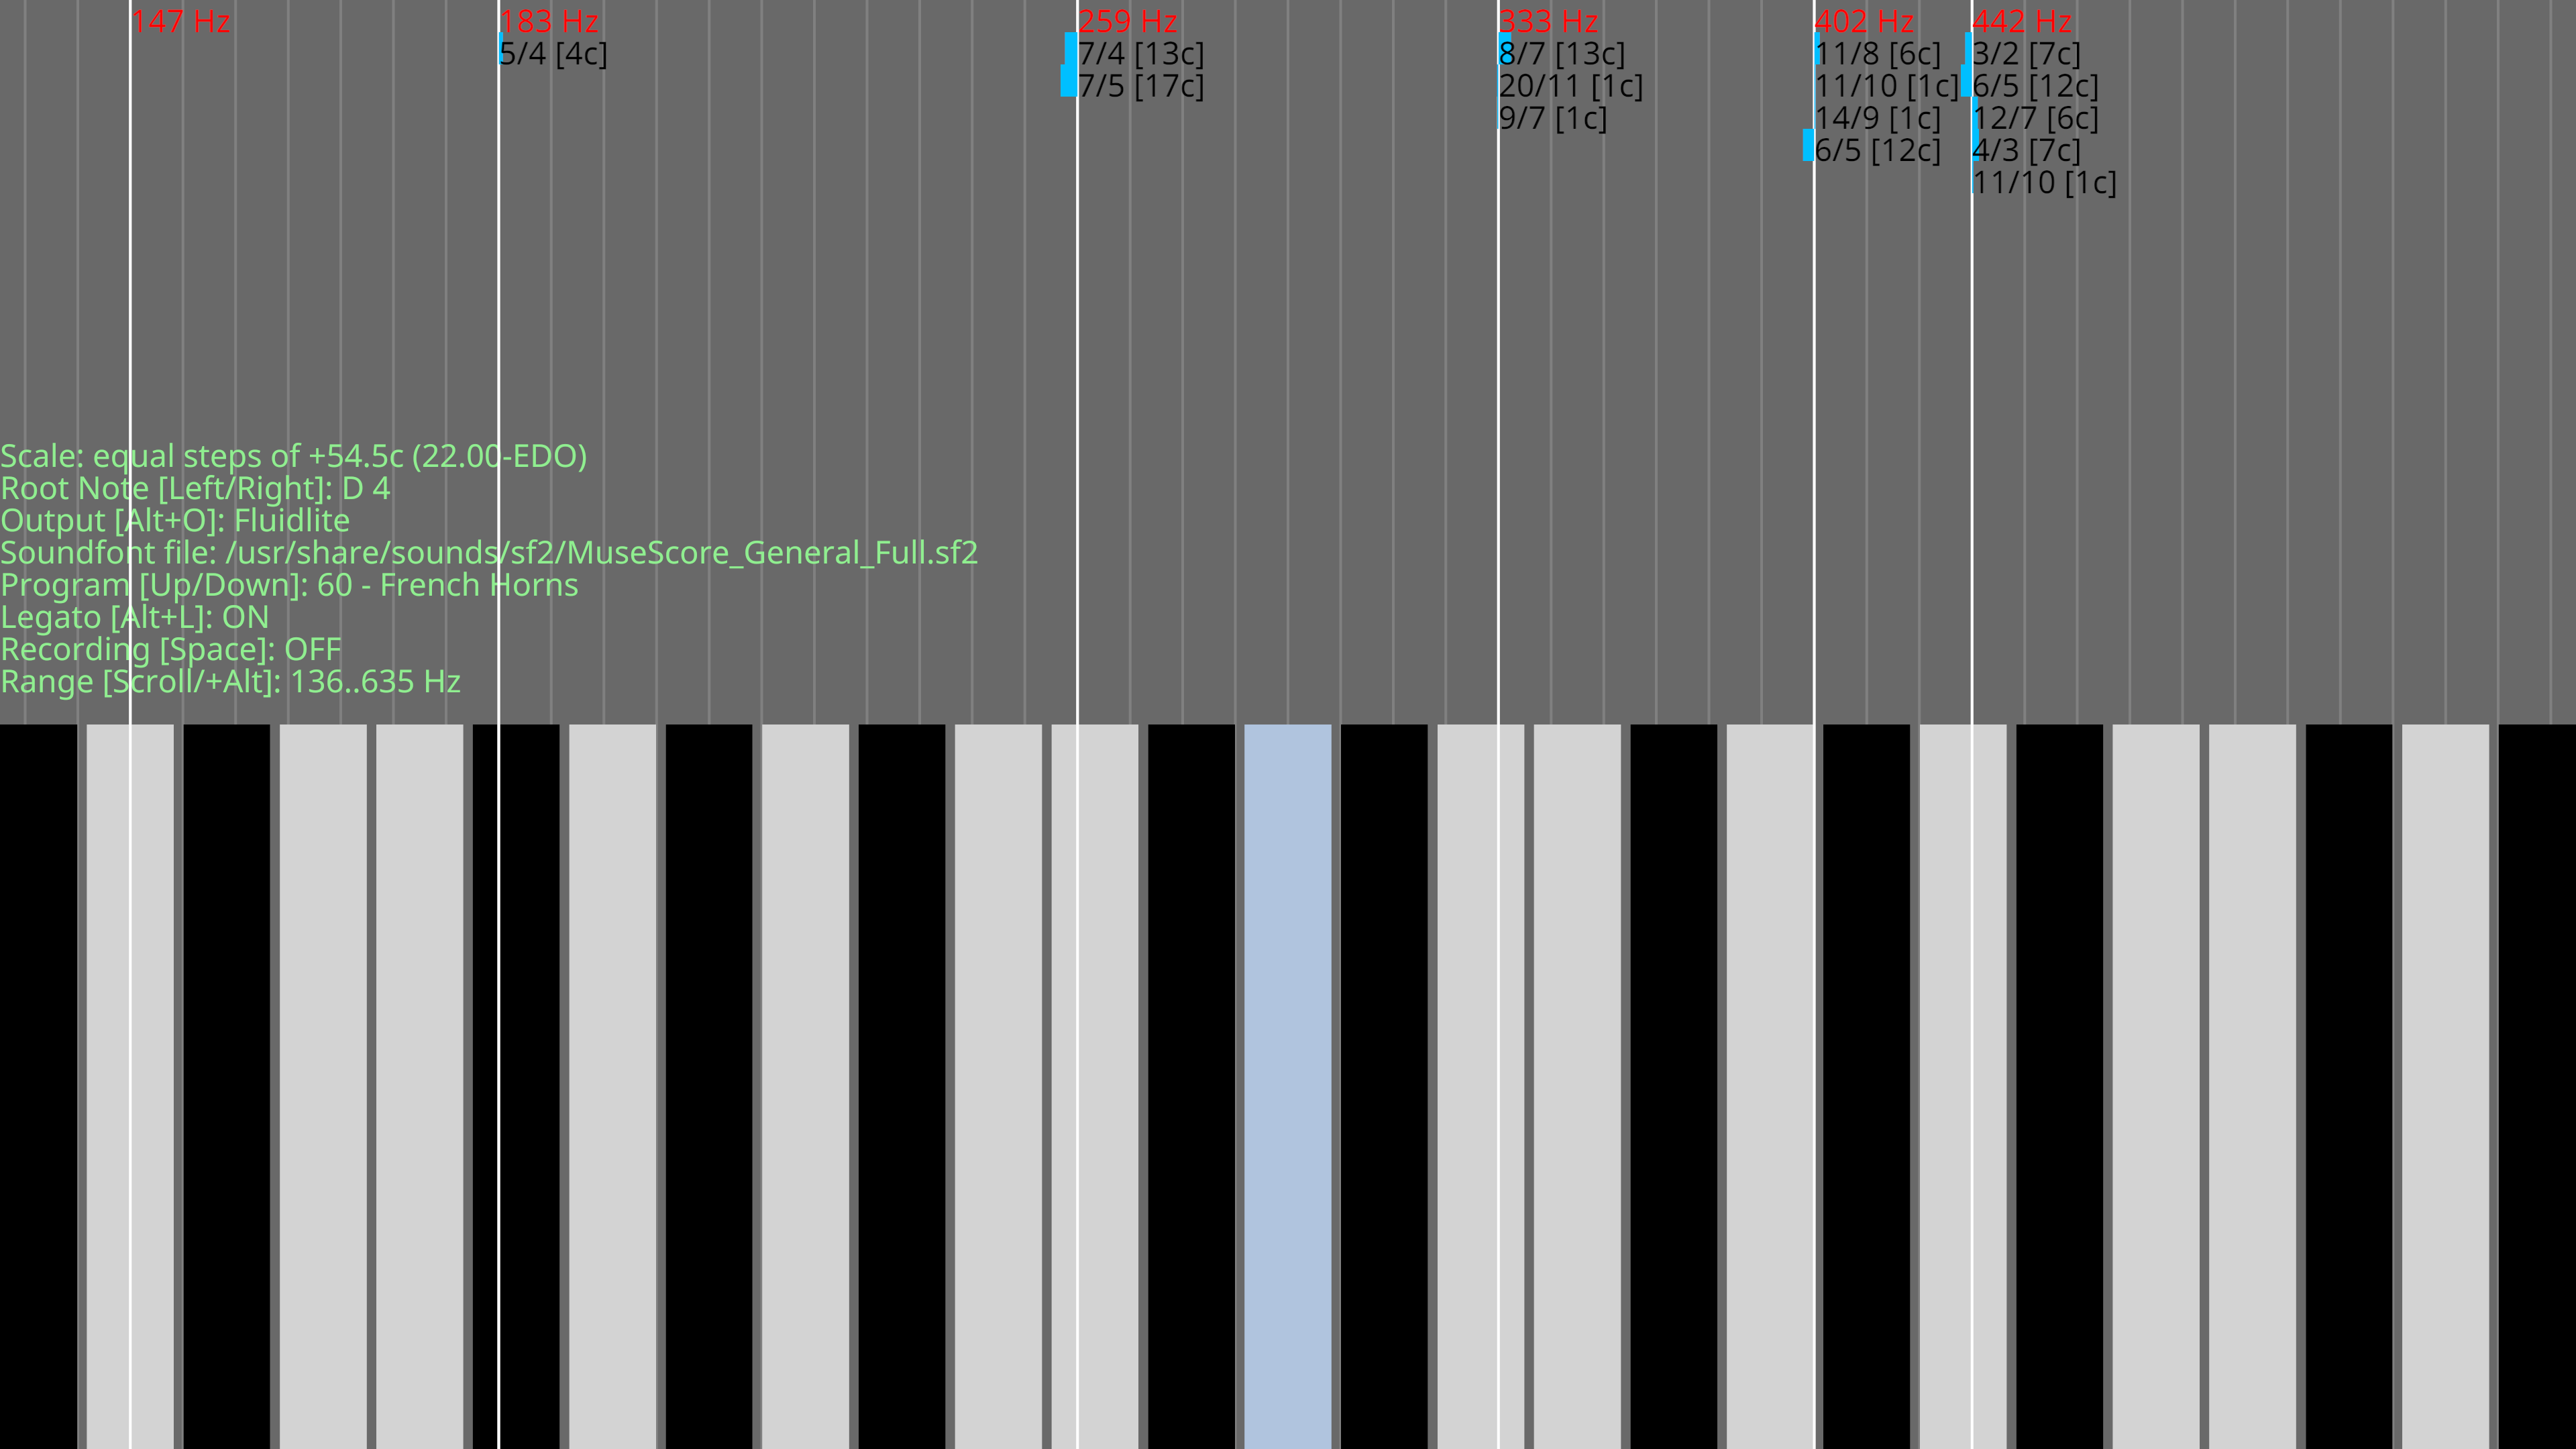 147 Hz 183 Hz 259 Hz 333 Hz 402 Hz 442 Hz
5/4 [4c] 7/4 [13c] 8/7 [13c] 11/8 [6c] 3/2 [7c]
7/5 [17c] 20/11 [1c] 11/10 [1c] 6/5 [12c]
9/7 [1c] 14/9 [1c] 12/7 [6c]
6/5 [12c] 4/3 [7c]
11/10 [1c]
Scale: equal steps of +54.5c (22.00-EDO)
Root Note [Left/Right]: D 4
Output [Alt+O]: Fluidlite
Soundfont file: /usr/share/sounds/sf2/MuseScore_General_Full.sf2
Program [Up/Down]: 60 - French Horns
Legato [Alt+L]: ON
Recording [Space]: OFF
Range [Scroll/+Alt]: 136..635 Hz